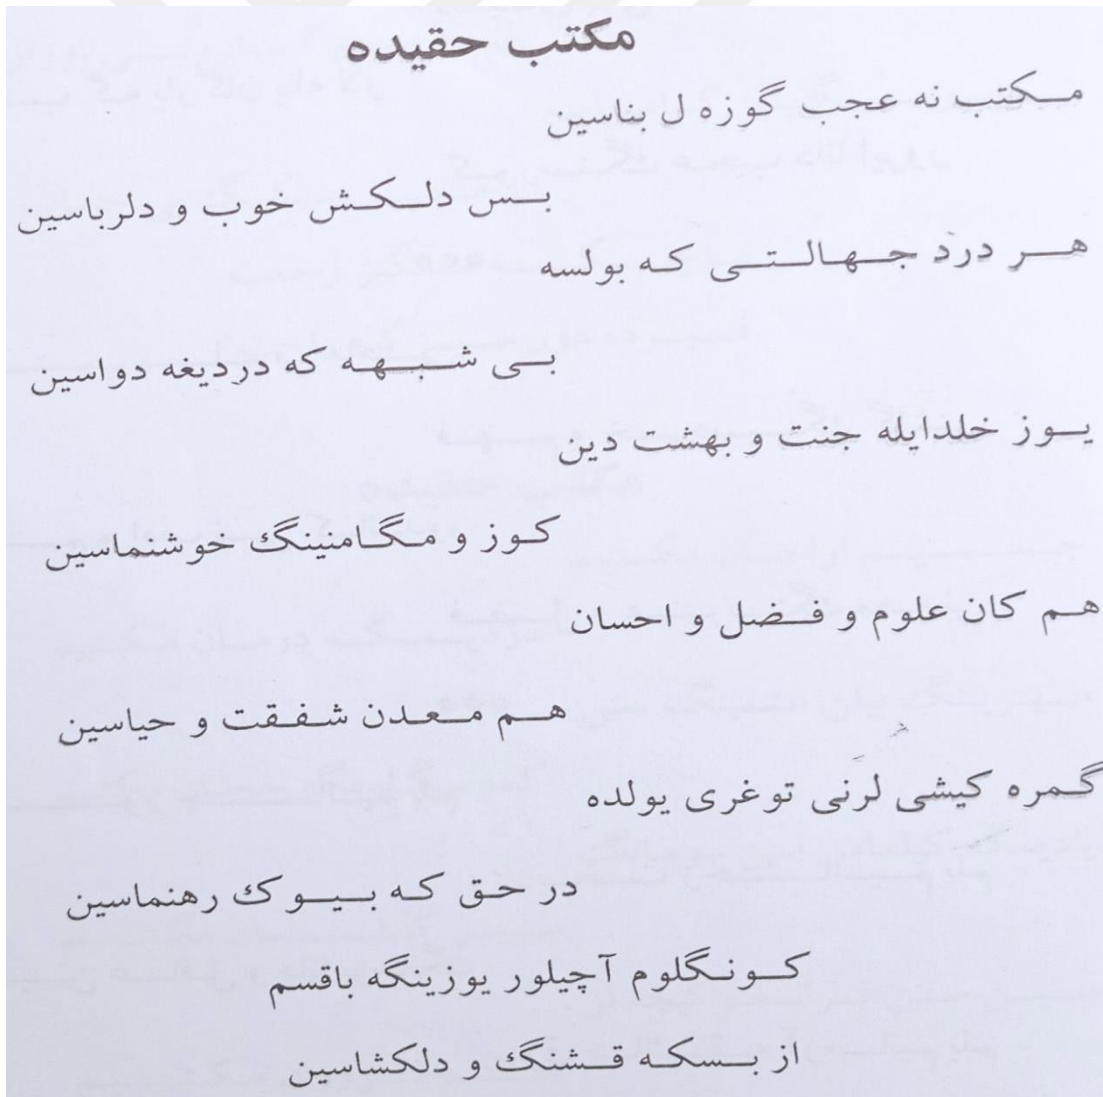 مکتب حقیده
مکتب نه عجب گوزه ل بناسین
بس دلکش خوب و دلرباسین
هر درد جهالتی که بولسه
بی شبهه که دردیغه دواسین
یوز خلدایله جنت و بهشت دین
کوز و مگامنینگ خوشنماسین
هم کان علوم و فضل و احسان
هم معدن شفقت و حیاسین
گمره کیشی لرنی توغری یولده
در حق که بیوک رهنماسین
کونگلوم آچیلور یوزینگه باقسم
از بسکه قشنگ و دلکشاسین